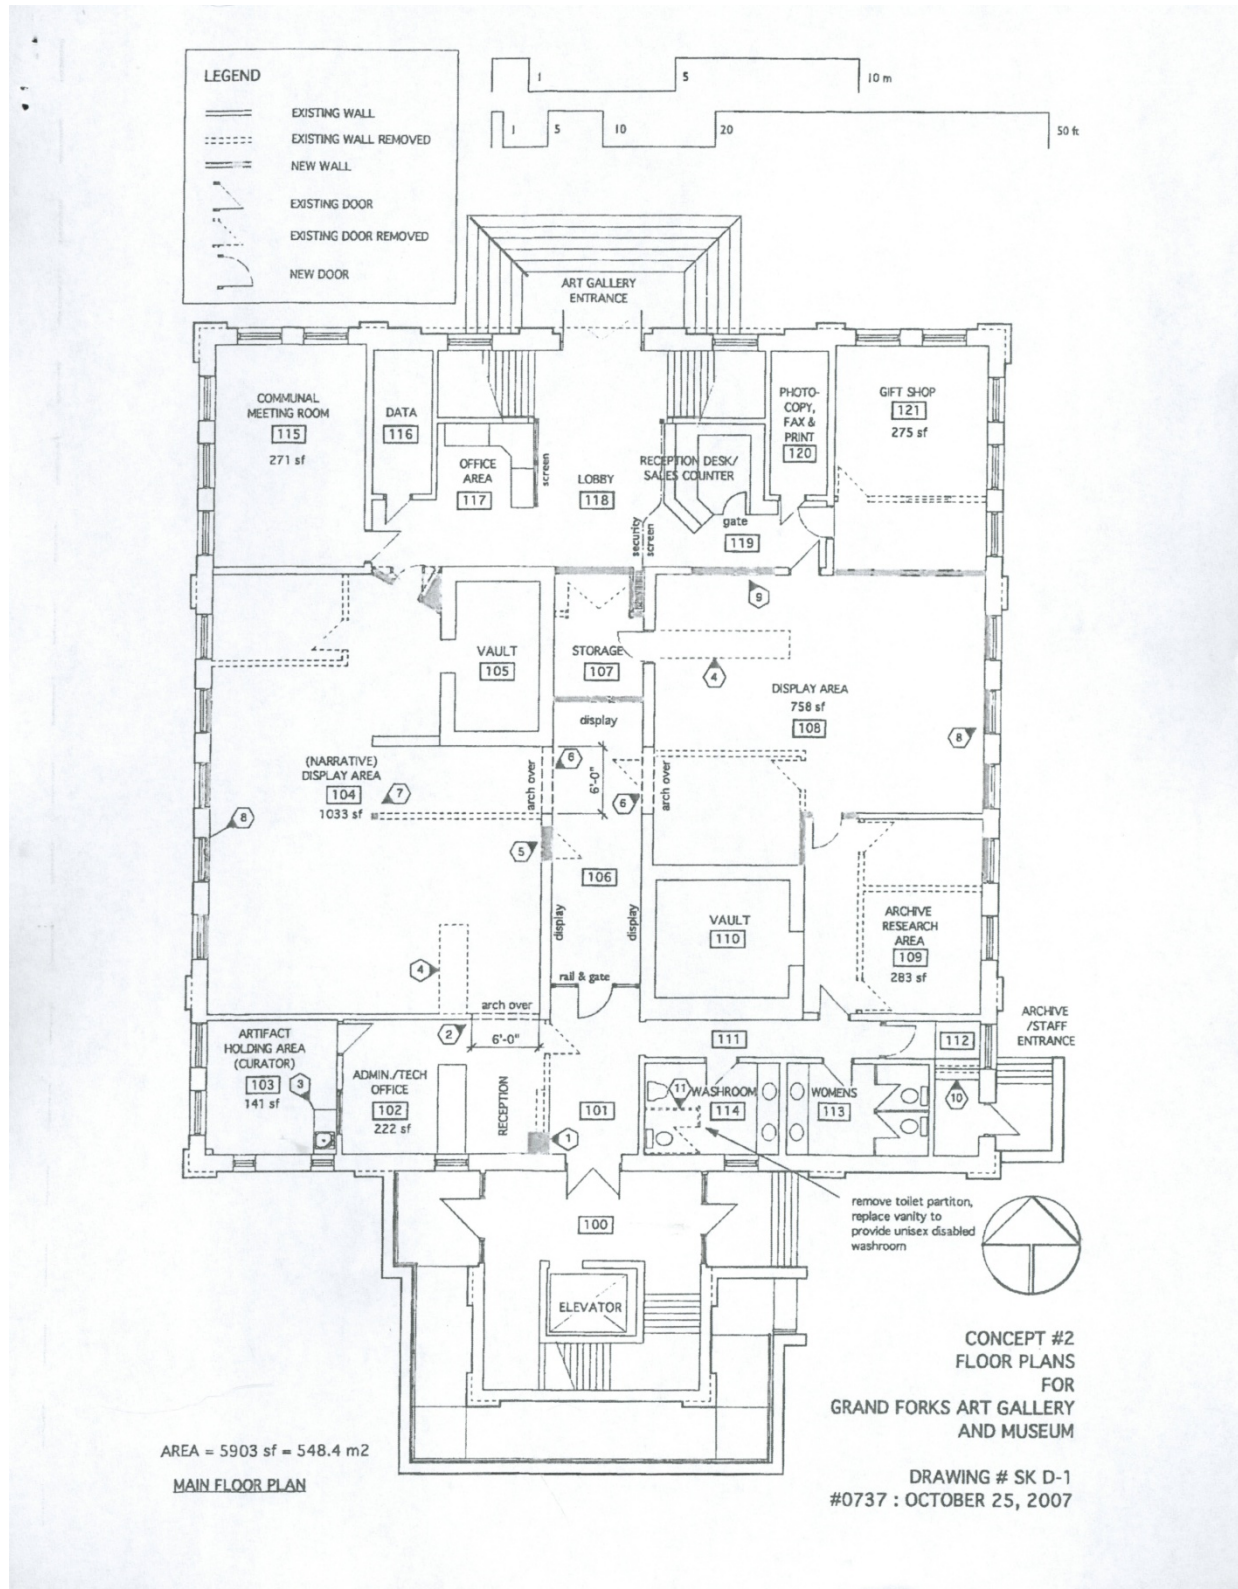 LEGEND
EXISTING WALL
EXISTING WALL REMOVED
NEW WALL
EXISTING DOOR
EXISTING DOOR REMOVED
NEW DOOR
1
5
10 m
1
5
10
20
50 ft
ART GALLERY
ENTRANCE
COMMUNAL
MEETING ROOM
115
271 sf
DATA
116
OFFICE
AREA
117
screen
LOBBY
118
RECEPTION DESK/
SALES COUNTER
security
screen
gate
119
PHOTO-
COPY,
FAX &
PRINT
120
GIFT SHOP
121
275 sf
9
VAULT
105
STORAGE
107
4
DISPLAY AREA
758 sf
108
8
display
(NARRATIVE)
DISPLAY AREA
104
1033 sf
7
8
arch over
6
6'-0"
6
arch over
5
106
display
display
VAULT
110
ARCHIVE
RESEARCH
AREA
109
283 sf
4
rail & gate
arch over
2
6'-0"
ARTIFACT
HOLDING AREA
(CURATOR)
103
141 sf
3
ADMIN./TECH
OFFICE
102
222 sf
RECEPTION
1
101
111
11
WASHROOM
114
WOMENS
113
112
10
ARCHIVE
/STAFF
ENTRANCE
remove toilet partiton,
replace vanity to
provide unisex disabled
washroom
100
ELEVATOR
CONCEPT #2
FLOOR PLANS
FOR
GRAND FORKS ART GALLERY
AND MUSEUM
AREA = 5903 sf = 548.4 m2
MAIN FLOOR PLAN
DRAWING # SK D-1
#0737 : OCTOBER 25, 2007